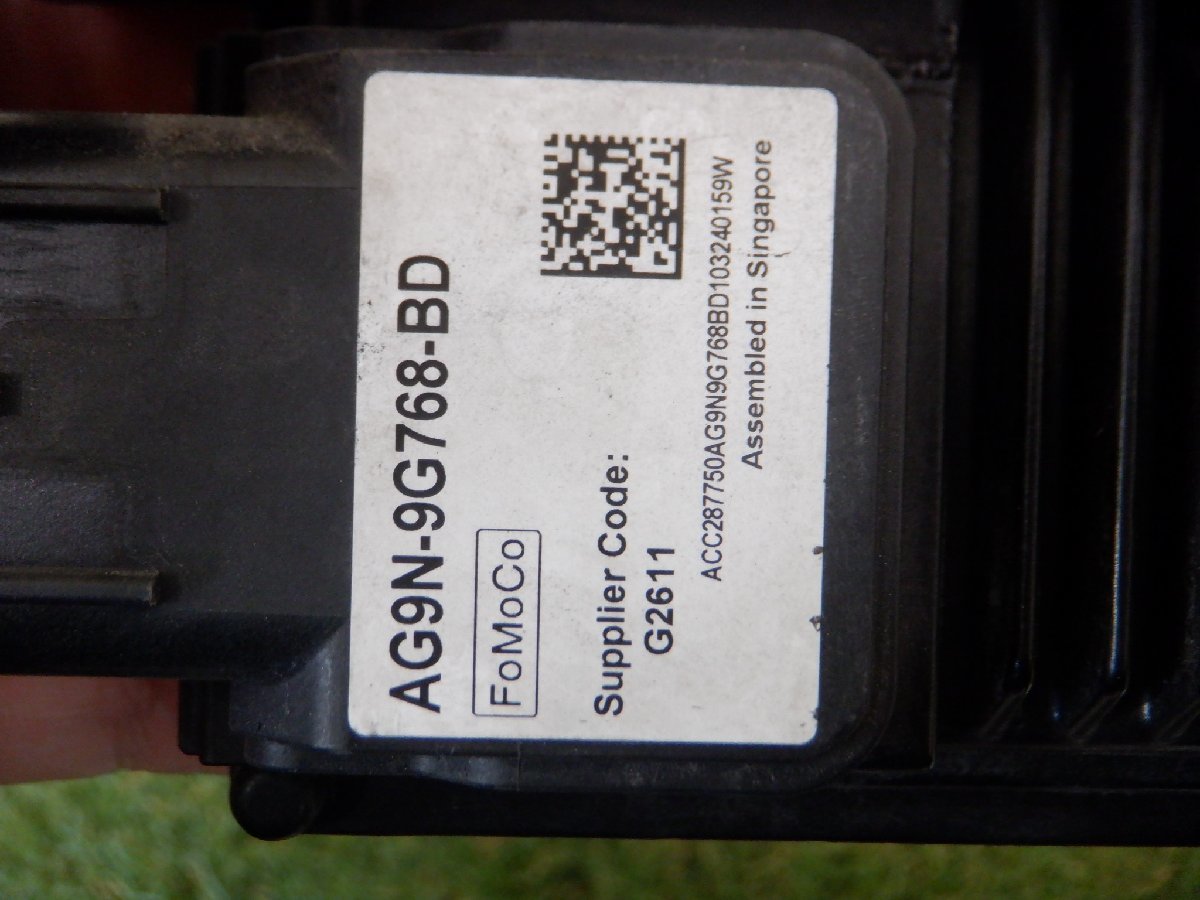 AG9N-9G768-BD
FoMoCo
Supplier Code:
G2611
ACC287750AG9N9G768BD103240159W
Assembled in Singapore